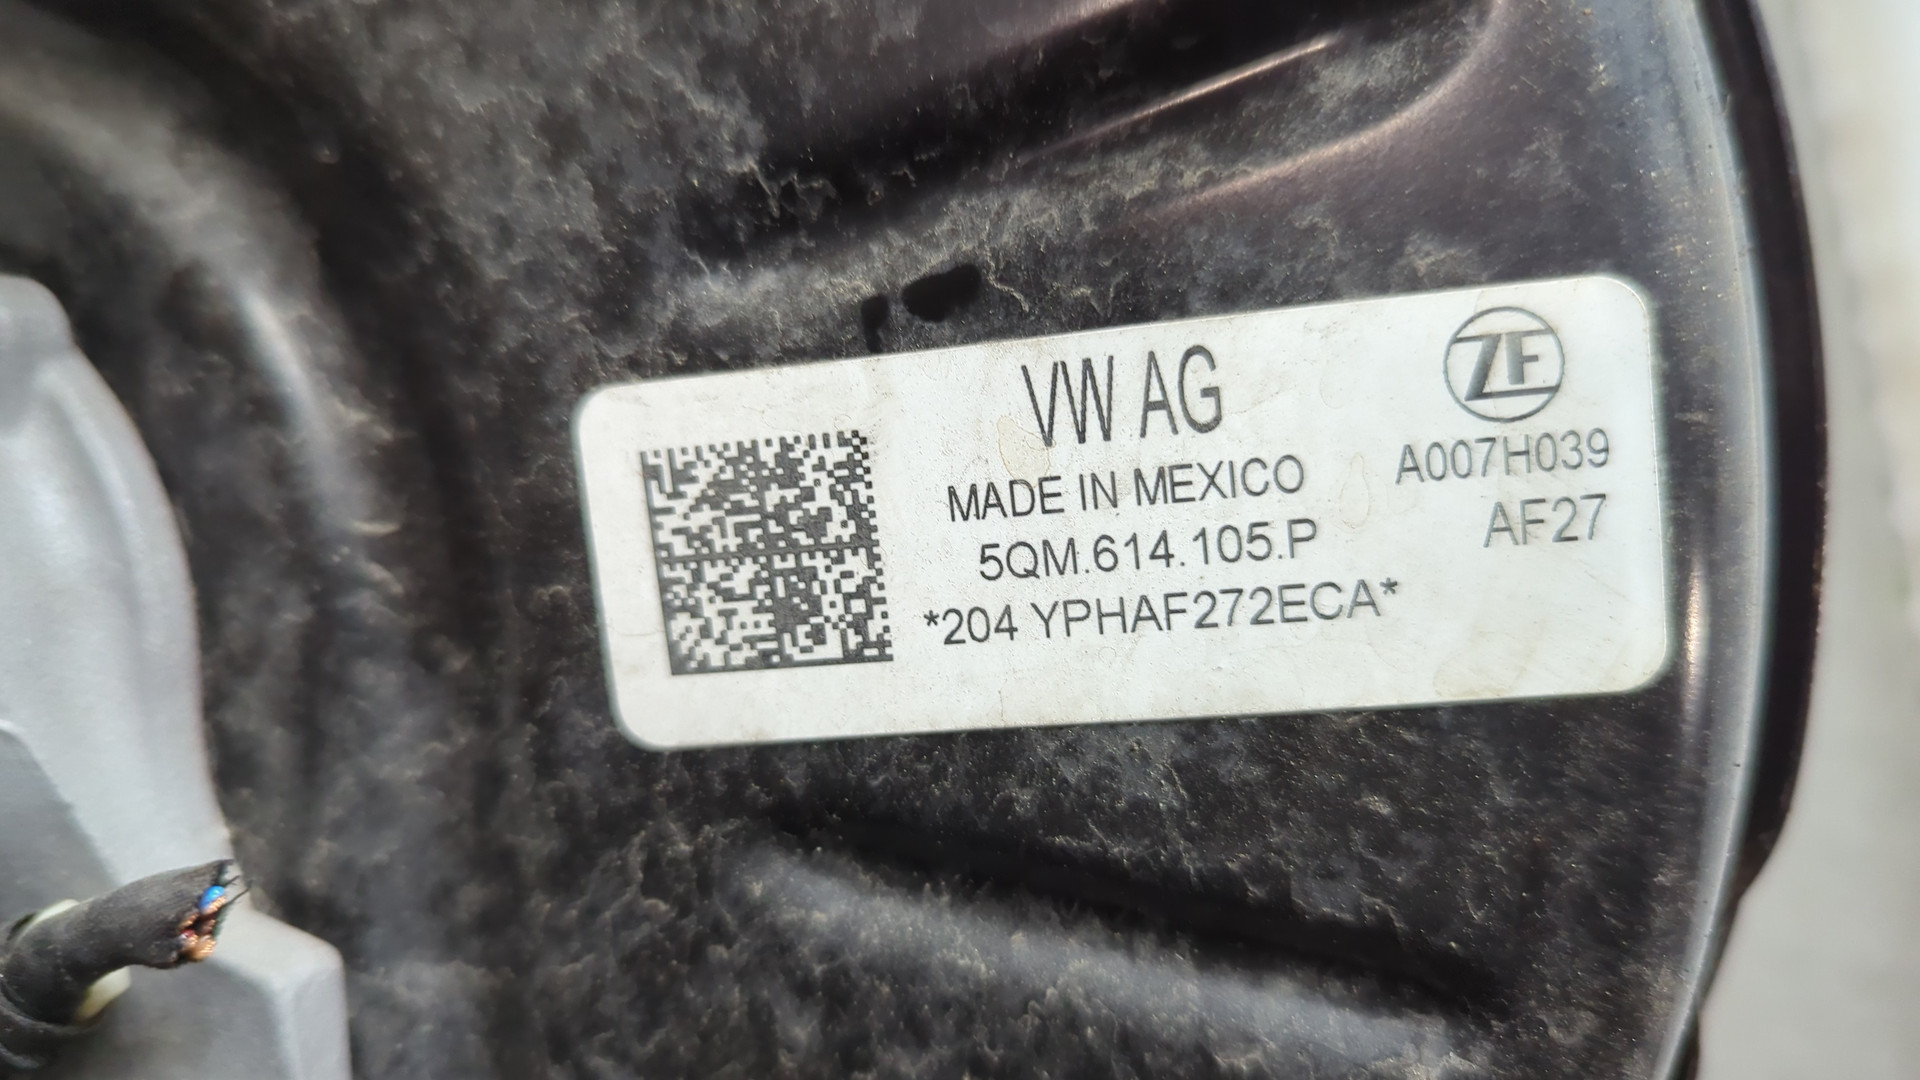 VW AG
MADE IN MEXICO
5QM.614.105.P
*204 YPHAF272ECA*
ZF
A007H039
AF27